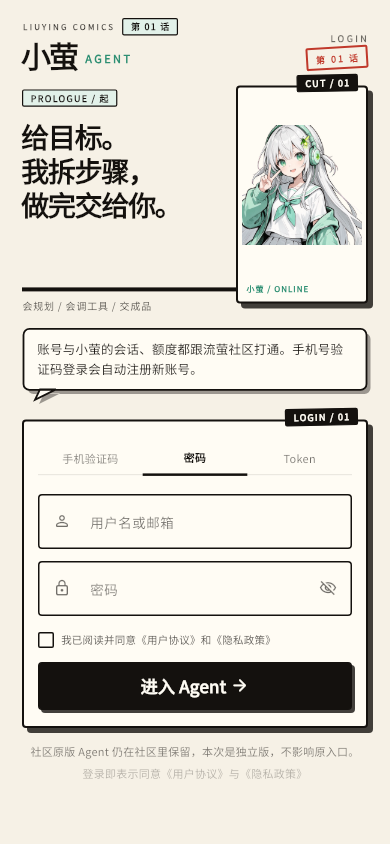 LIUYING COMICS 第 01 话
小萤 AGENT
LOGIN
第 01 话
PROLOGUE / 起
给目标。
我拆步骤，
做完交给你。
CUT / 01
小萤 / ONLINE
会规划 / 会调工具 / 交成品
账号与小萤的会话、额度都跟流萤社区打通。手机号验
证码登录会自动注册新账号。
LOGIN / 01
手机验证码 密码 Token
用户名或邮箱
密码
我已阅读并同意《用户协议》和《隐私政策》
进入 Agent →
社区原版 Agent 仍在社区里保留，本次是独立版，不影响原入口。
登录即表示同意《用户协议》与《隐私政策》